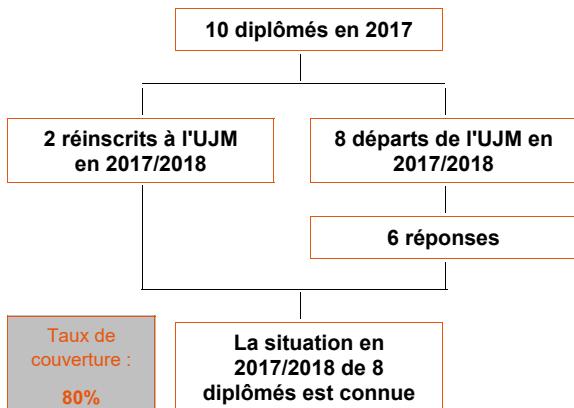 10 diplômés en 2017
2 réinscrits à l'UJM
en 2017/2018
8 départs de l'UJM en
2017/2018
6 réponses
Taux de
couverture :
80%
La situation en
2017/2018 de 8
diplômés est connue